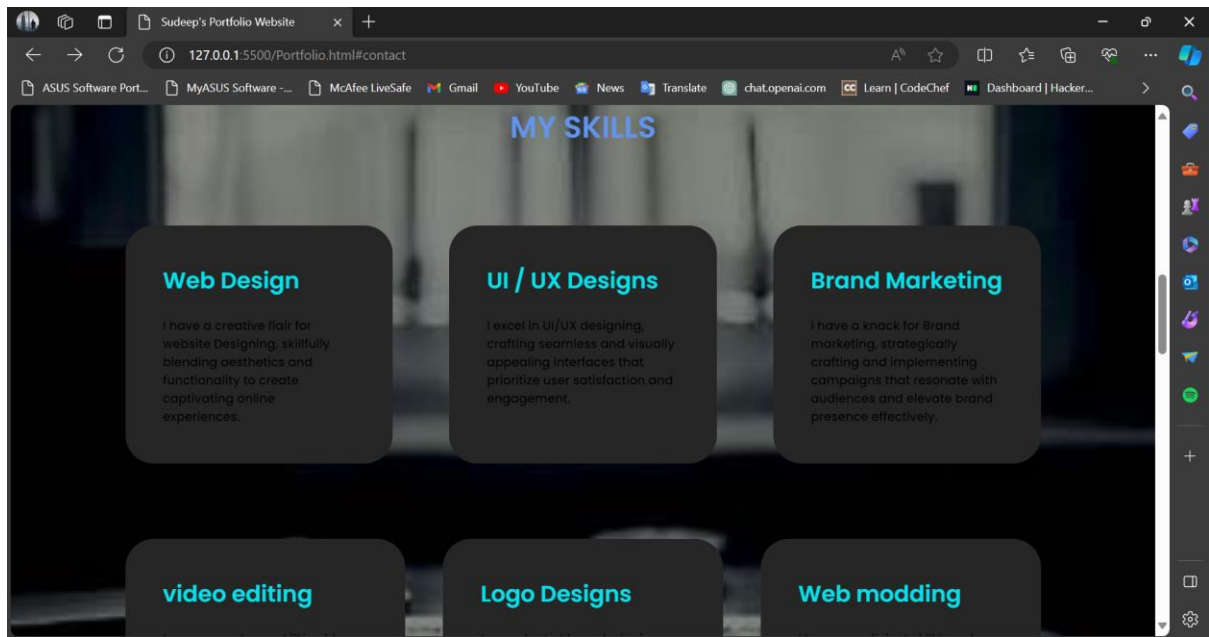 Sudeep's Portfolio Website
127.0.0.1:5500/Portfolio.html#contact
ASUS Software Port... MyASUS Software -... McAfee LiveSafe Gmail YouTube News Translate chat.openai.com CC Learn | CodeChef Dashboard | Hacker...
MY SKILLS
Web Design
I have a creative flair for
website Designing, skillfully
blending aesthetics and
functionality to create
captivating online
experiences.
UI / UX Designs
I excel in UI/UX designing,
crafting seamless and visually
appealing interfaces that
prioritize user satisfaction and
engagement.
Brand Marketing
I have a knack for Brand
marketing, strategically
crafting and implementing
campaigns that resonate with
audiences and elevate brand
presence effectively.
video editing
Logo Designs
Web modding